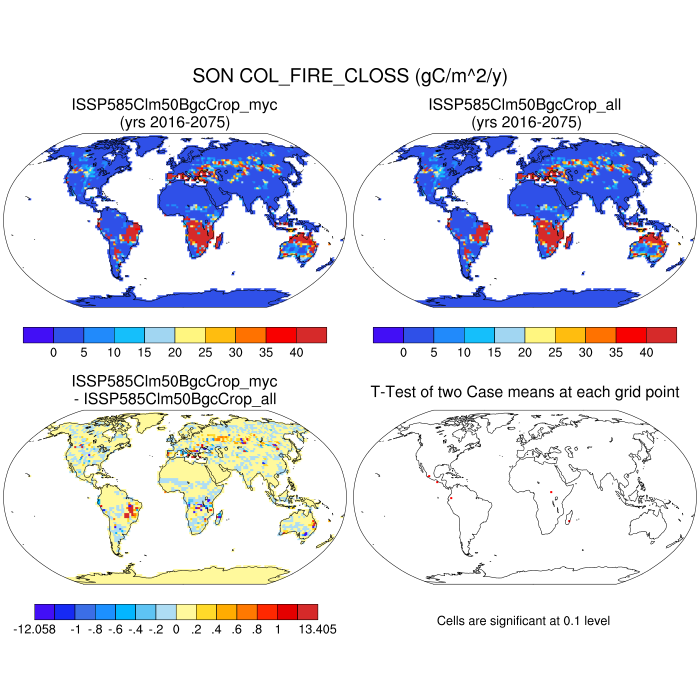 SON COL_FIRE_CLOSS (gC/m^2/y)
ISSP585Clm50BgcCrop_myc
(yrs 2016-2075)
ISSP585Clm50BgcCrop_all
(yrs 2016-2075)
0 5 10 15 20 25 30 35 40
0 5 10 15 20 25 30 35 40
ISSP585Clm50BgcCrop_myc
- ISSP585Clm50BgcCrop_all
T-Test of two Case means at each grid point
-12.058 -1 -.8 -.6 -.4 -.2 0 .2 .4 .6 .8 1 13.405
Cells are significant at 0.1 level